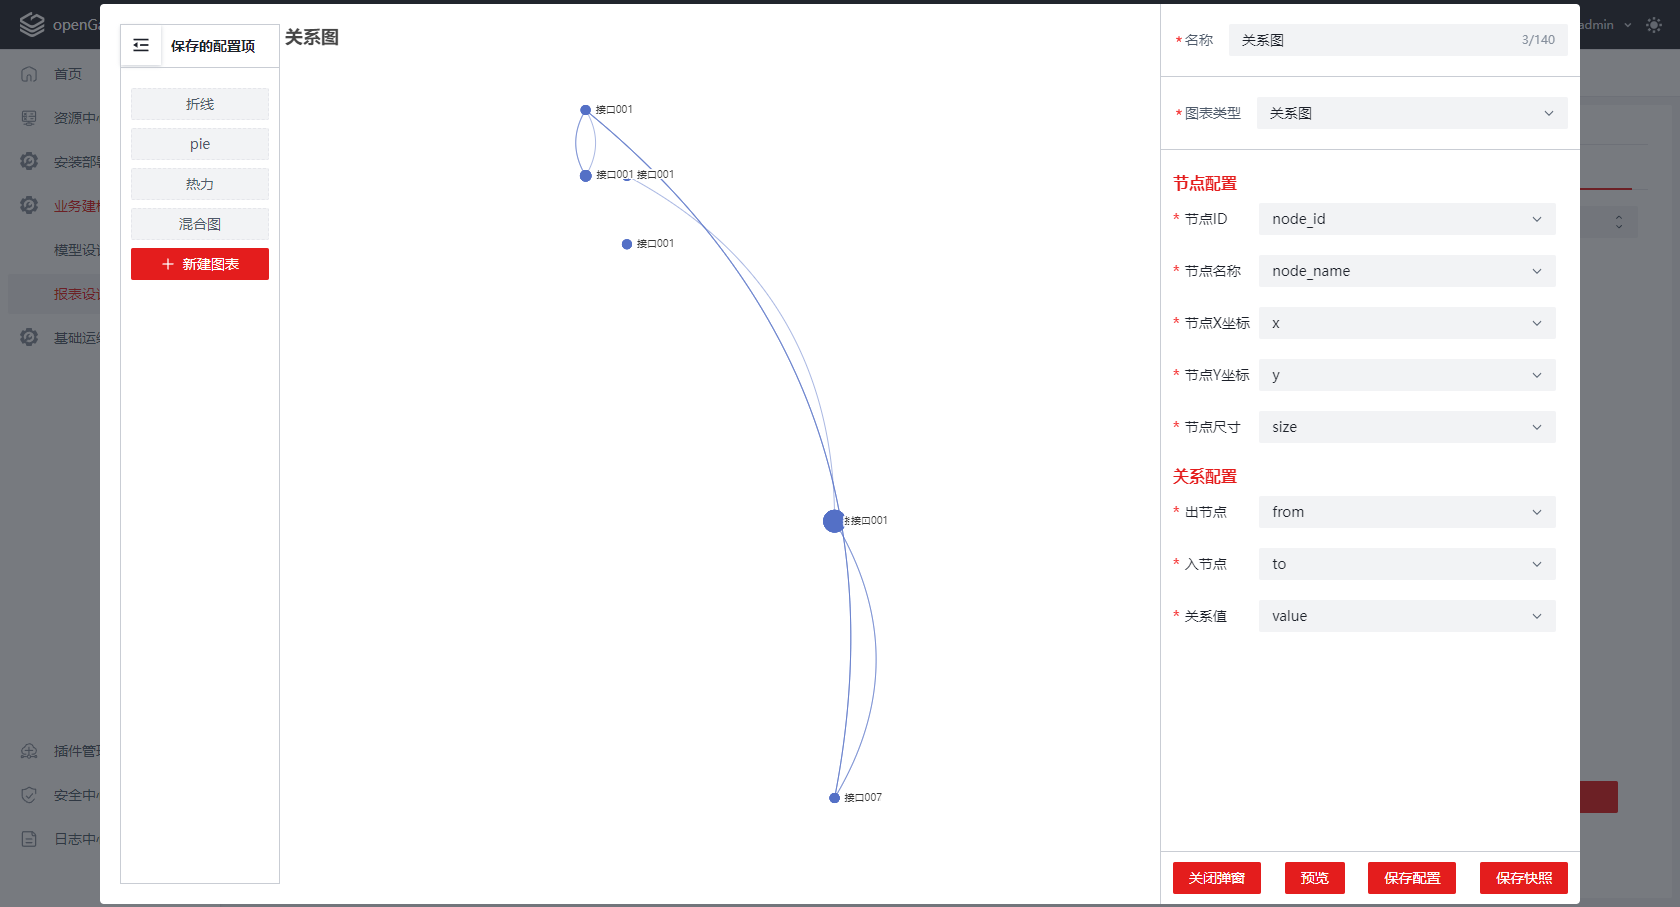 openGa
admin
首页
资源中
安装部
业务建
模型设
报表设
基础运
插件管
安全中
日志中
保存的配置项
折线
pie
热力
混合图
新建图表
关系图
接口001
接口001
接口001
接口001
接口001
接口007
* 名称
关系图
3/140
* 图表类型
关系图
节点配置
* 节点ID
node_id
* 节点名称
node_name
* 节点X坐标
x
* 节点Y坐标
y
* 节点尺寸
size
关系配置
* 出节点
from
* 入节点
to
* 关系值
value
关闭弹窗
预览
保存配置
保存快照